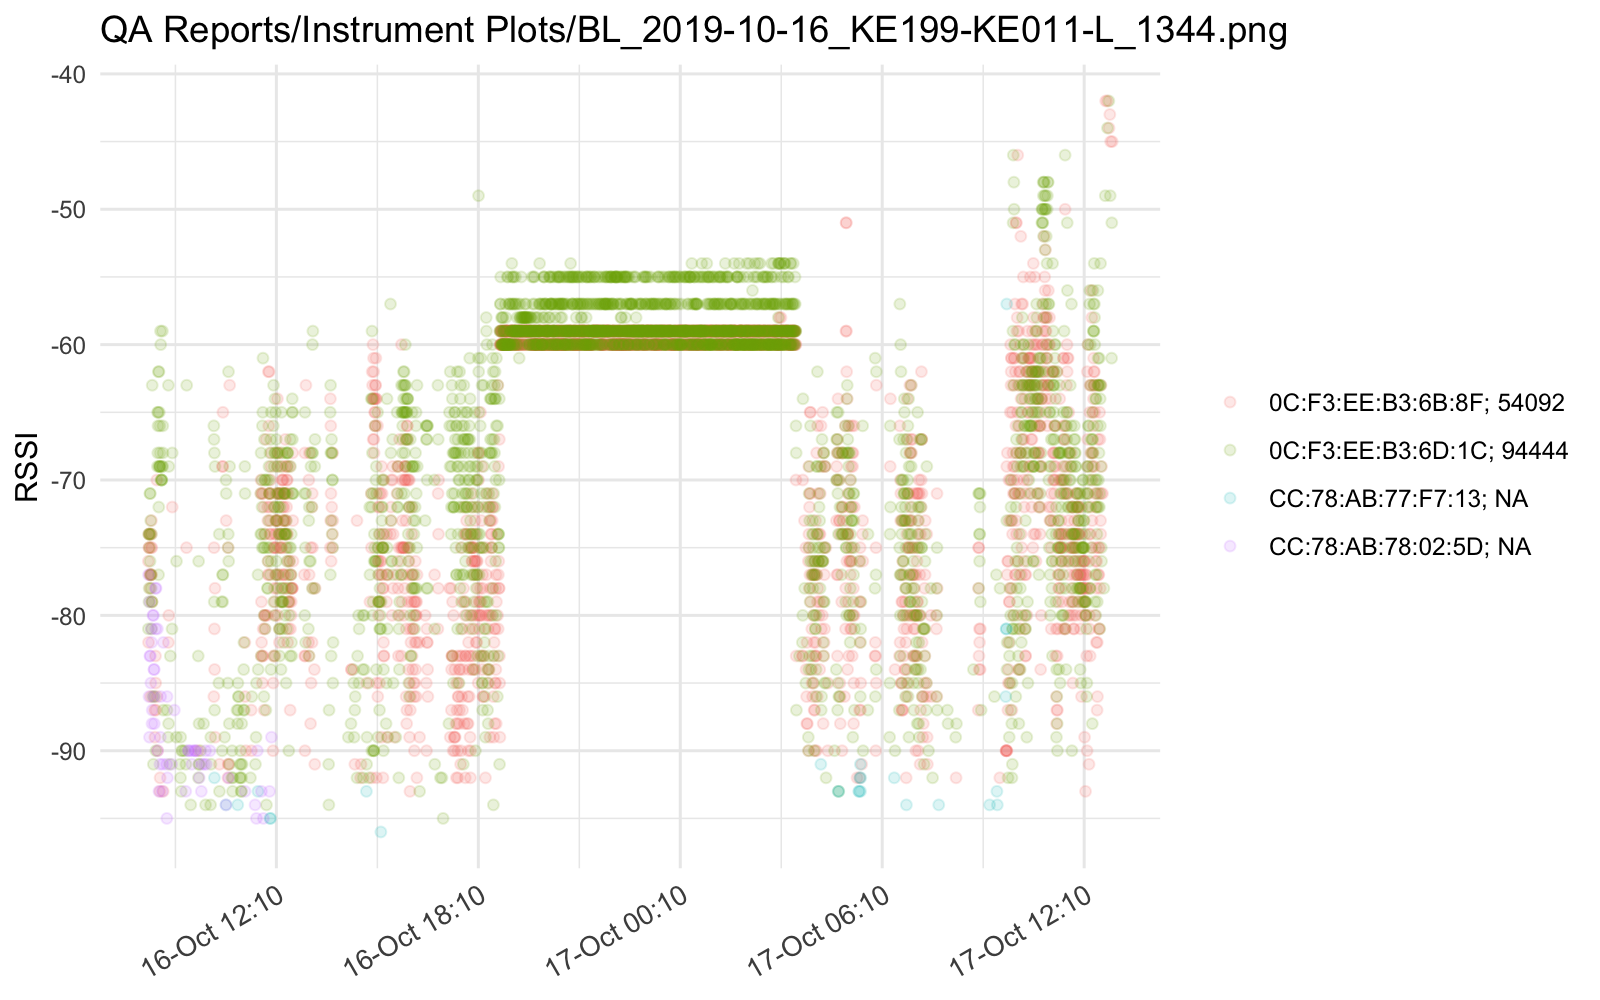 QA Reports/Instrument Plots/BL_2019-10-16_KE199-KE011-L_1344.png
-40
-50
-60
-70
-80
-90
RSSI
16-Oct 12:10
16-Oct 18:10
17-Oct 00:10
17-Oct 06:10
17-Oct 12:10
0C:F3:EE:B3:6B:8F; 54092
0C:F3:EE:B3:6D:1C; 94444
CC:78:AB:77:F7:13; NA
CC:78:AB:78:02:5D; NA